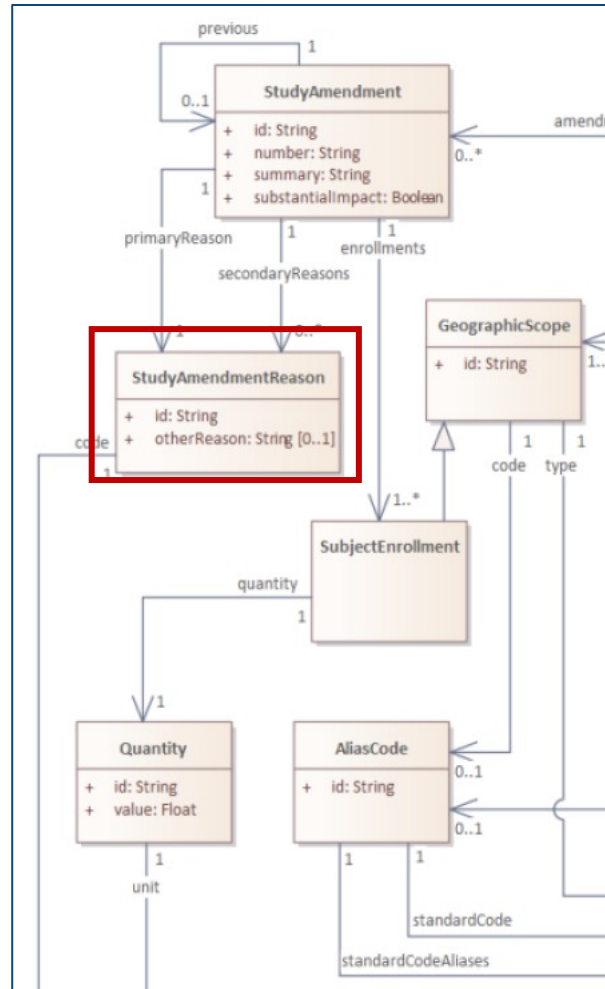 previous
1
0..1
StudyAmendment
+ id: String
+ number: String
+ summary: String
+ substantialImpact: Boolean
0..*
1
primaryReason
1
secondaryReasons
1
enrollments
1
0..*
StudyAmendmentReason
+ id: String
+ otherReason: String [0..1]
code
1
GeographicScope
+ id: String
1
code
1
type
1..*
SubjectEnrollment
quantity
1
1
Quantity
+ id: String
+ value: Float
1
unit
AliasCode
+ id: String
0..1
0..1
1
1
standardCode
standardCodeAliases